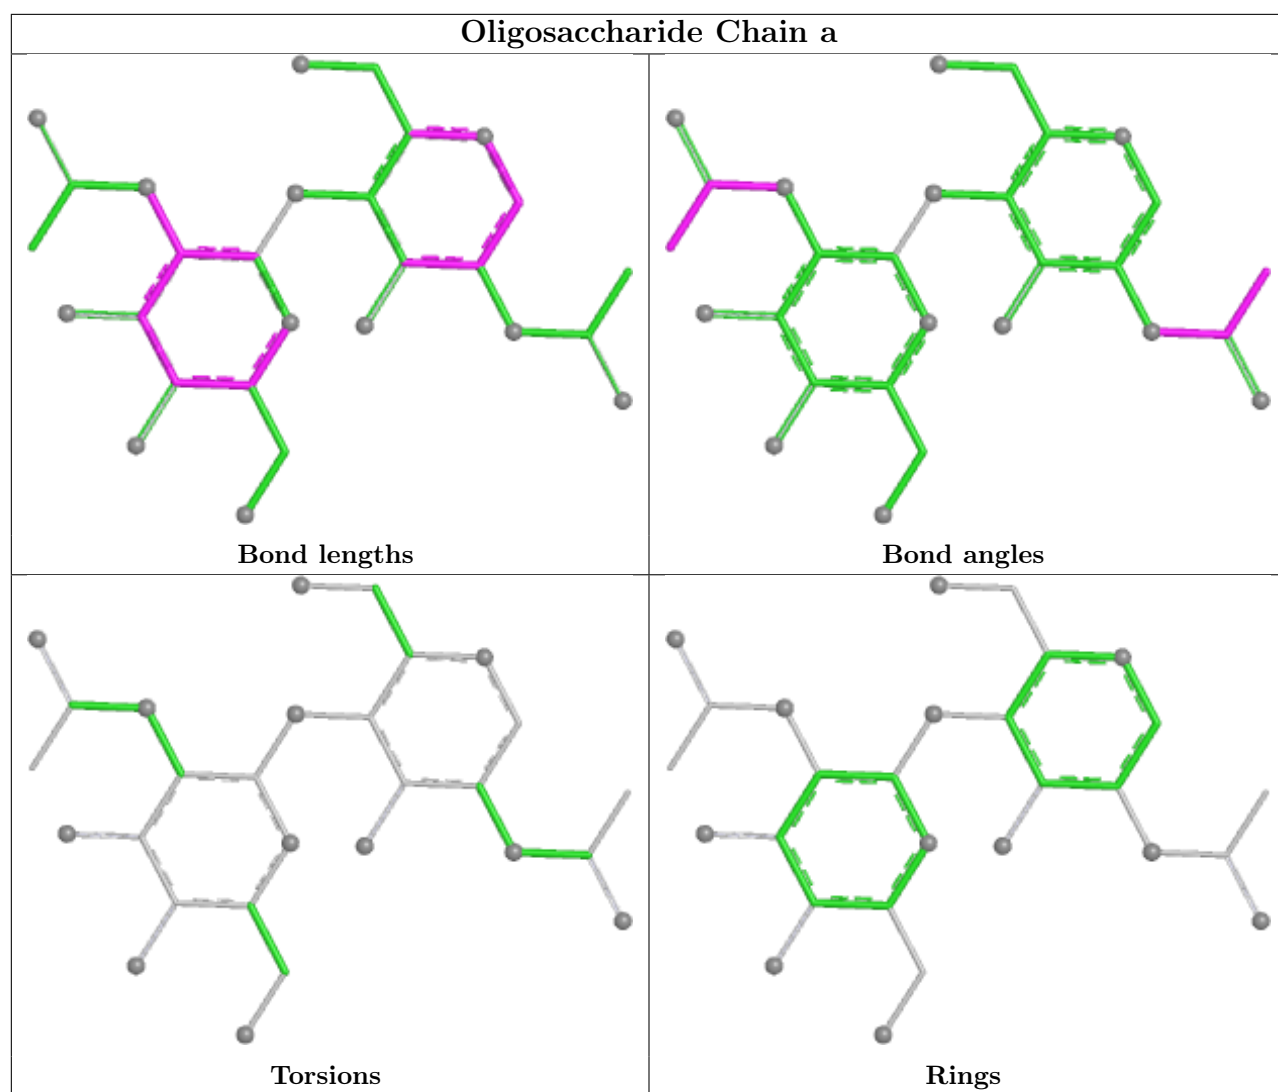 Oligosaccharide Chain a
Bond lengths
Bond angles
Torsions
Rings